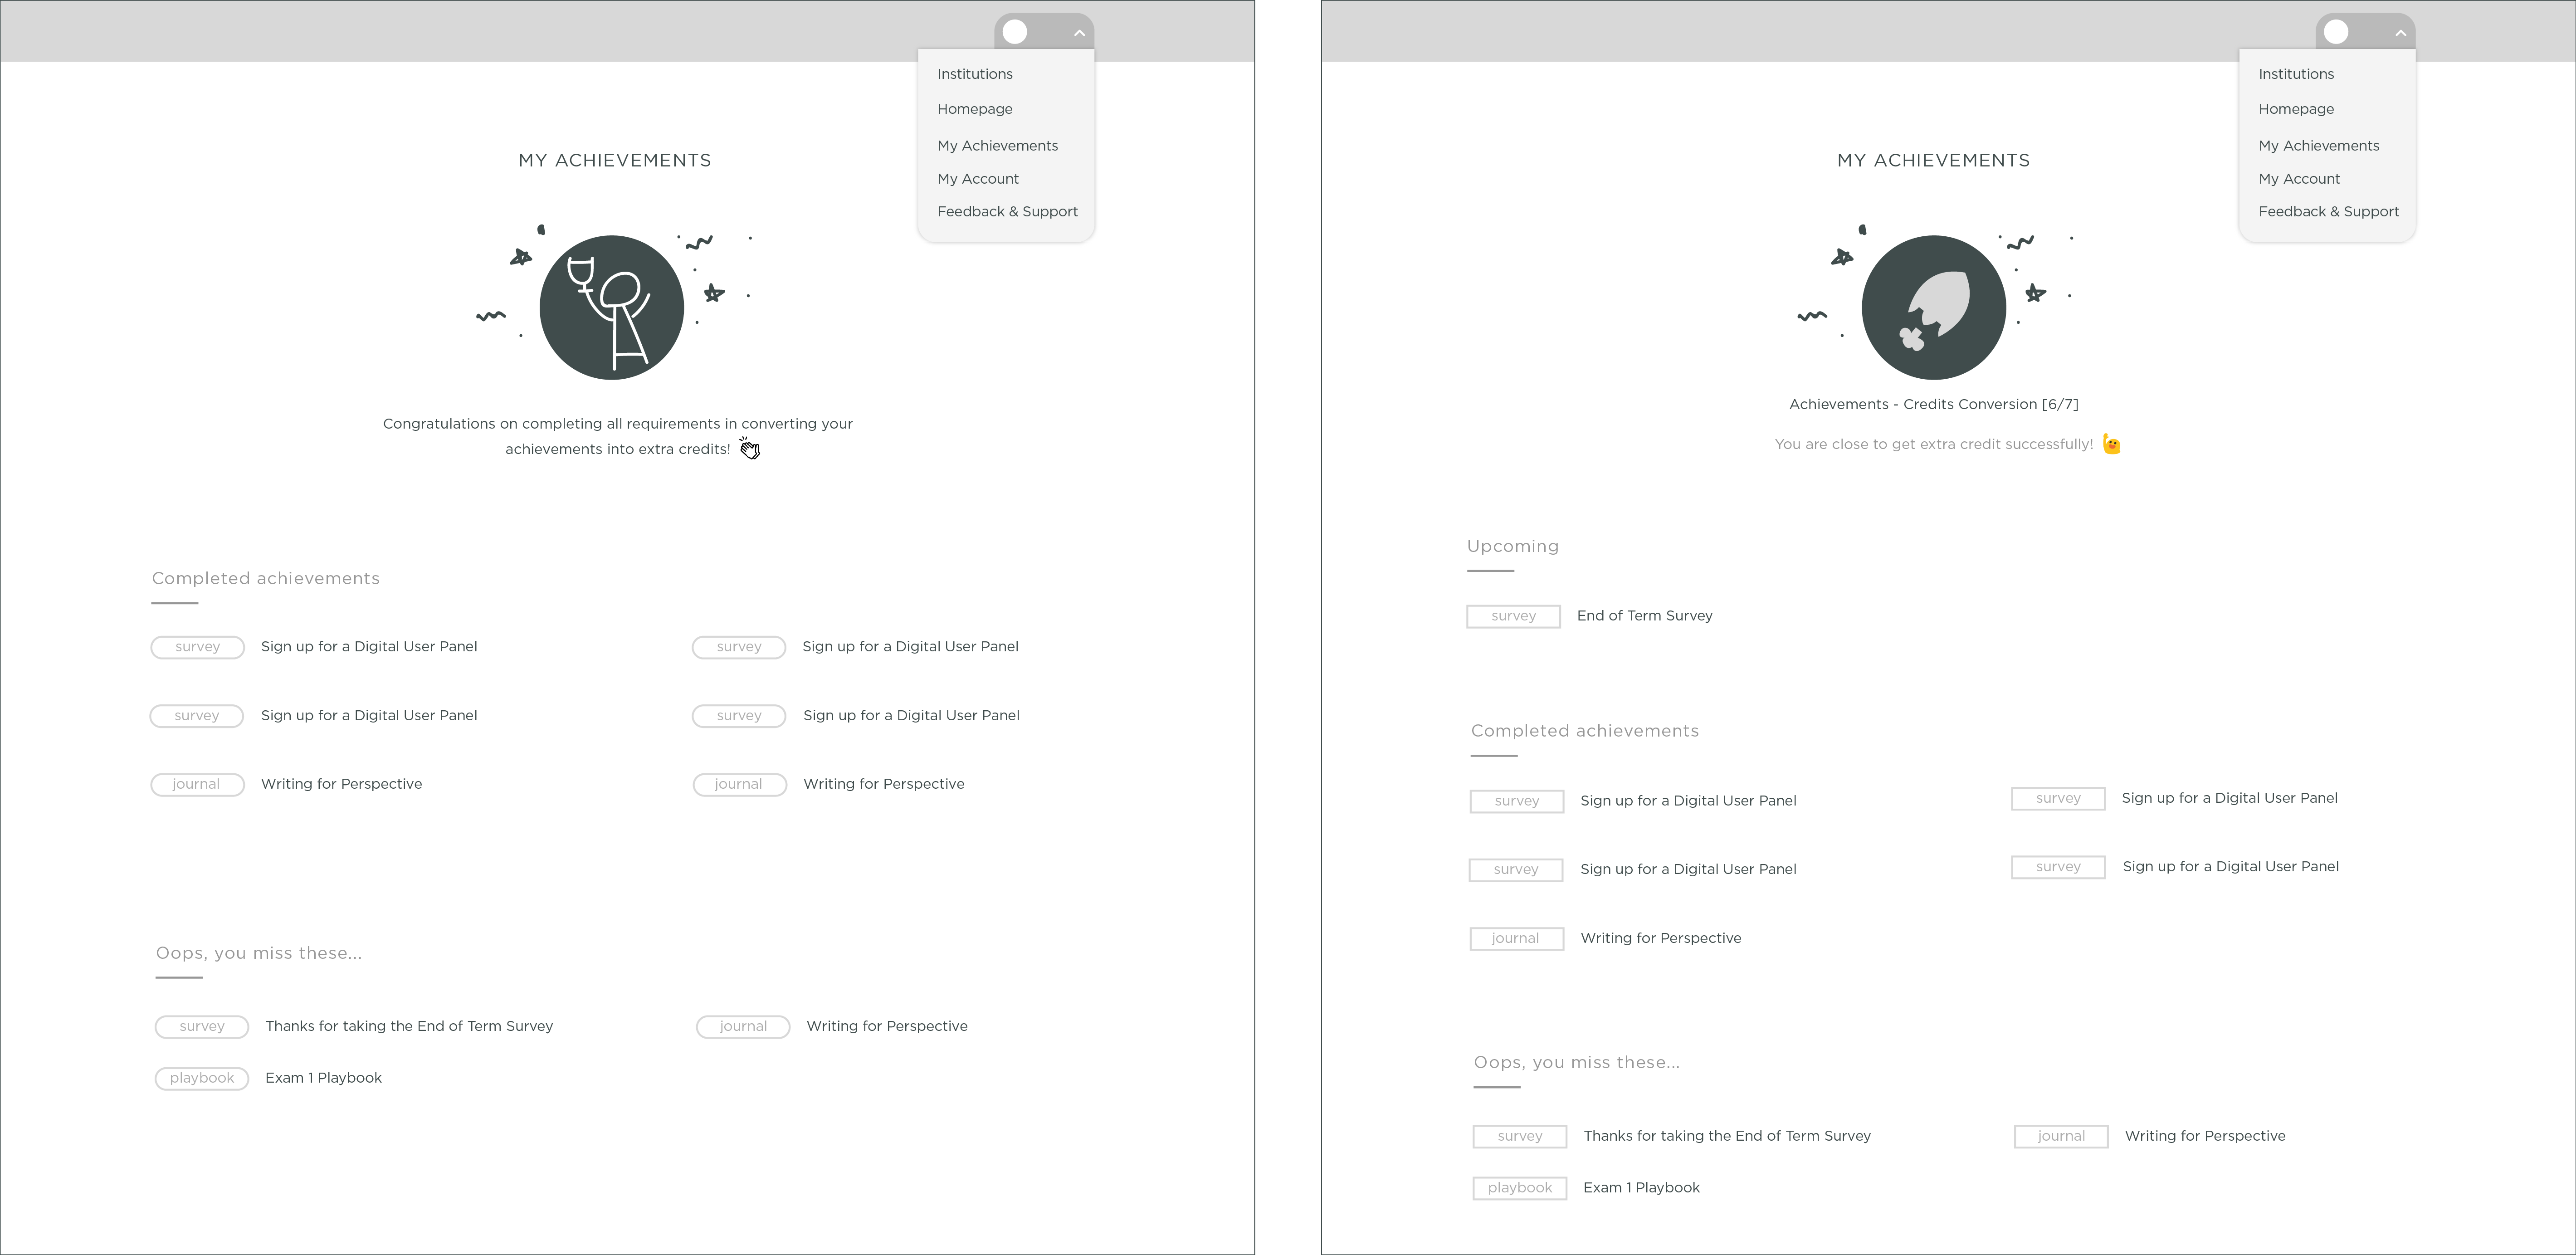 Institutions
Homepage
My Achievements
My Account
Feedback & Support
MY ACHIEVEMENTS
Congratulations on completing all requirements in converting your
achievements into extra credits!
Completed achievements
survey Sign up for a Digital User Panel
survey Sign up for a Digital User Panel
survey Sign up for a Digital User Panel
survey Sign up for a Digital User Panel
journal Writing for Perspective
journal Writing for Perspective
Oops, you miss these...
survey Thanks for taking the End of Term Survey
journal Writing for Perspective
playbook Exam 1 Playbook
Institutions
Homepage
My Achievements
My Account
Feedback & Support
MY ACHIEVEMENTS
Achievements - Credits Conversion [6/7]
You are close to get extra credit successfully!
Upcoming
survey End of Term Survey
Completed achievements
survey Sign up for a Digital User Panel
survey Sign up for a Digital User Panel
survey Sign up for a Digital User Panel
survey Sign up for a Digital User Panel
journal Writing for Perspective
Oops, you miss these...
survey Thanks for taking the End of Term Survey
journal Writing for Perspective
playbook Exam 1 Playbook